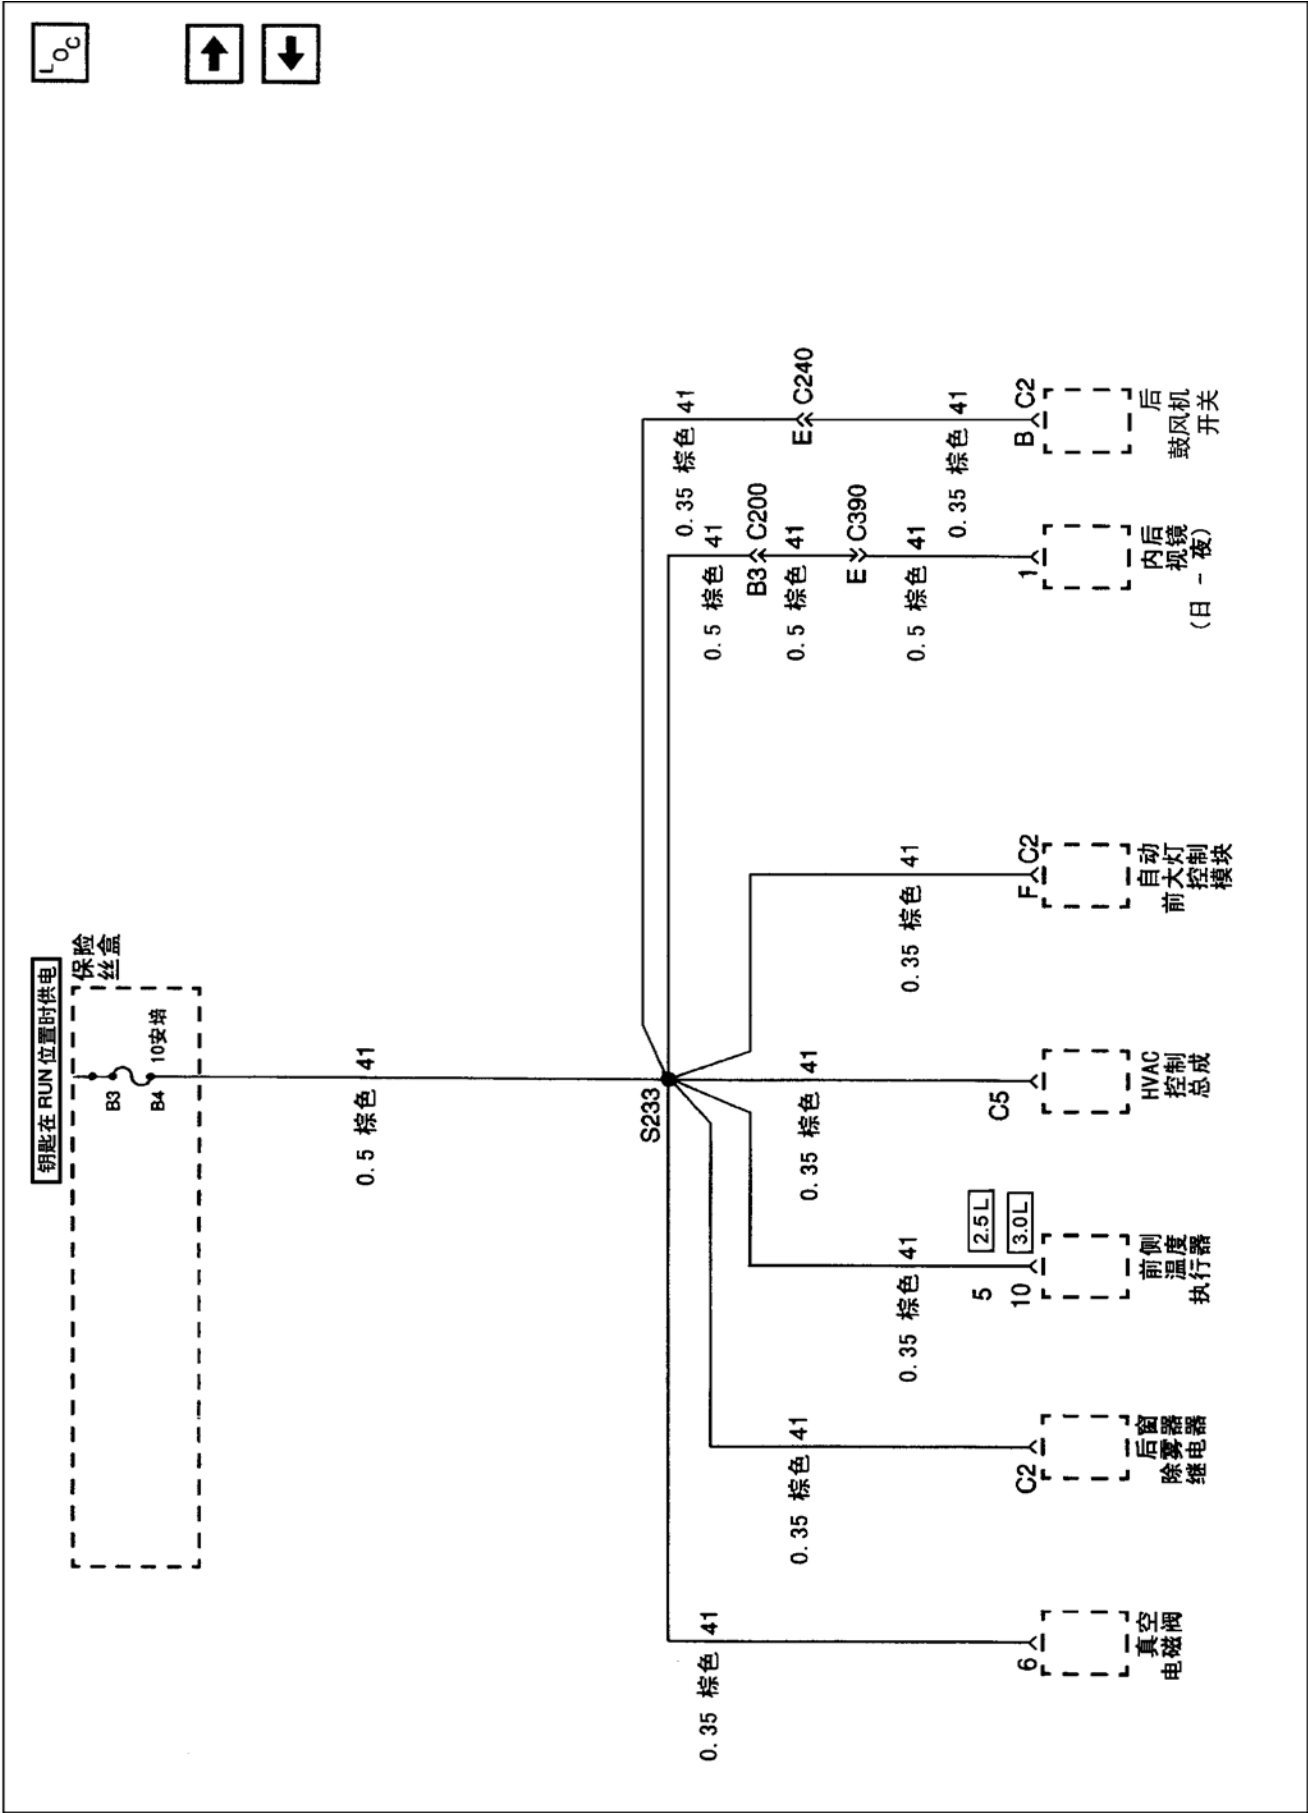 LOC
钥匙在 RUN 位置时供电
保险
丝盒
B3
B4
10安培
0.5 棕色 41
S233
0.35 棕色 41
6
真空
电磁阀
0.35 棕色 41
C2
后窗
除雾器
继电器
0.35 棕色 41
5 2.5L
10 3.0L
前侧
温度
执行器
0.35 棕色 41
C5
HVAC
控制
总成
0.35 棕色 41
F C2
自动
前大灯
控制
模块
0.5 棕色 41
B3 C200
0.5 棕色 41
E C390
0.5 棕色 41
1
内后
视镜
(日 - 夜)
0.35 棕色 41
E C240
0.35 棕色 41
B C2
后
鼓风机
开关